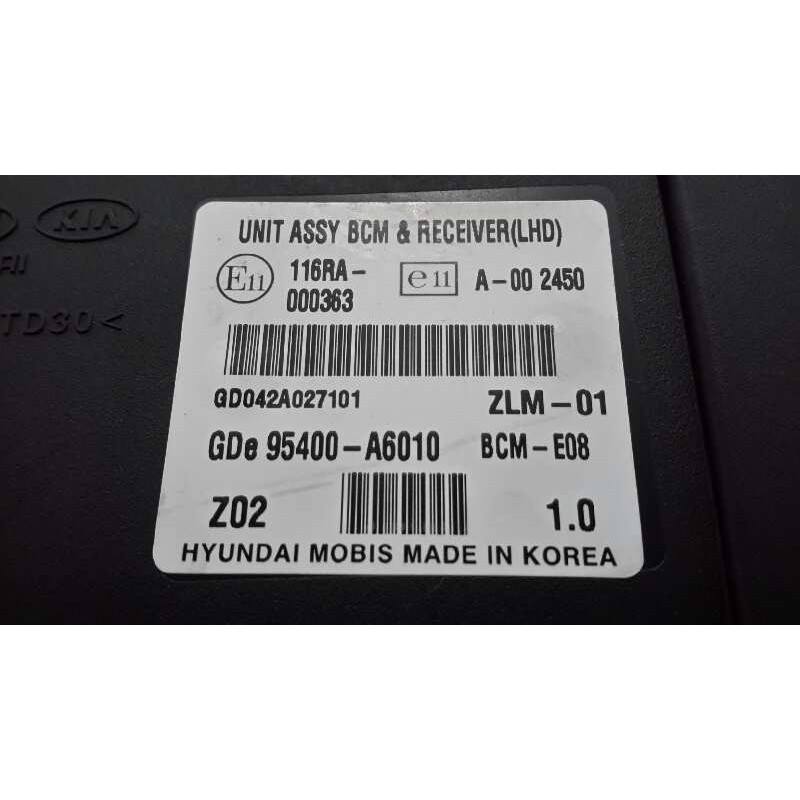 UNIT ASSY BCM & RECEIVER(LHD)
E11 116RA- e11 A-00 2450
000363
GD042A027101 ZLM-01
GDe 95400-A6010 BCM-E08
Z02 1.0
HYUNDAI MOBIS MADE IN KOREA
KIA
AI
TD30<